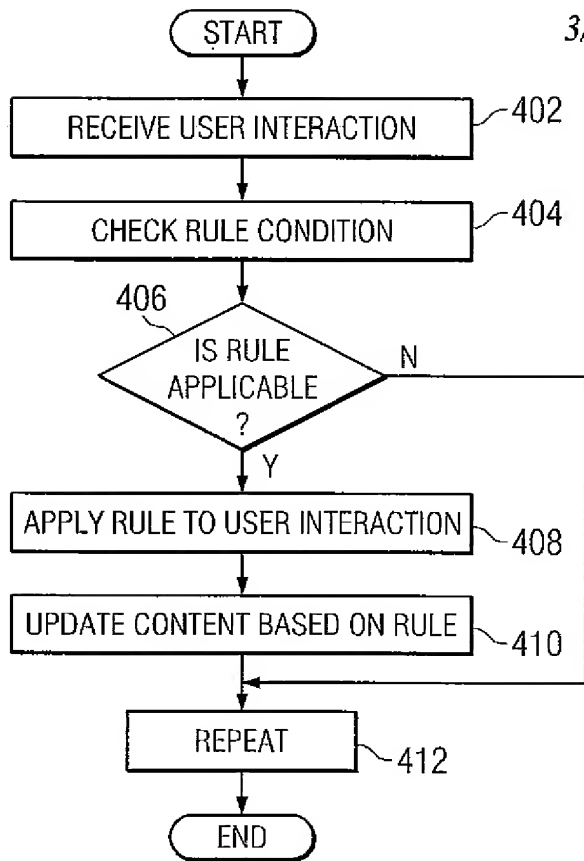 START
3/
RECEIVE USER INTERACTION
402
CHECK RULE CONDITION
404
406
IS RULE
APPLICABLE
?
N
Y
APPLY RULE TO USER INTERACTION
408
UPDATE CONTENT BASED ON RULE
410
REPEAT
412
END